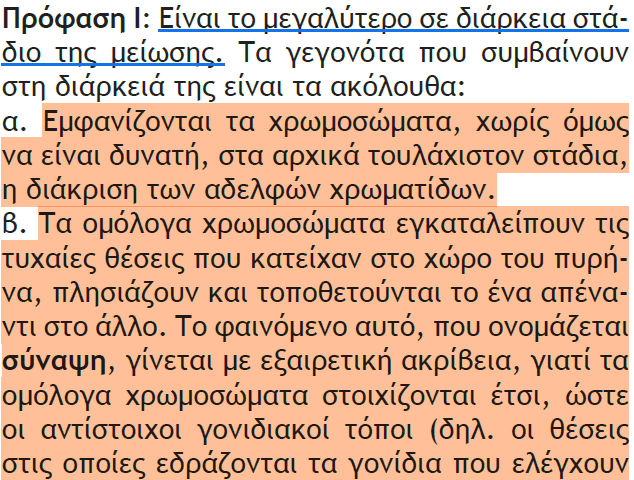 Πρόφαση Ι: Είναι το μεγαλύτερο σε διάρκεια στά-
διο της μείωσης. Τα γεγονότα που συμβαίνουν
στη διάρκειά της είναι τα ακόλουθα:
α. Εμφανίζονται τα χρωμοσώματα, χωρίς όμως
να είναι δυνατή, στα αρχικά τουλάχιστον στάδια,
η διάκριση των αδελφών χρωματίδων.
β. Τα ομόλογα χρωμοσώματα εγκαταλείπουν τις
τυχαίες θέσεις που κατείχαν στο χώρο του πυρή-
να, πλησιάζουν και τοποθετούνται το ένα απένα-
ντι στο άλλο. Το φαινόμενο αυτό, που ονομάζεται
σύναψη, γίνεται με εξαιρετική ακρίβεια, γιατί τα
ομόλογα χρωμοσώματα στοιχίζονται έτσι, ώστε
οι αντίστοιχοι γονιδιακοί τόποι (δηλ. οι θέσεις
στις οποίες εδράζονται τα γονίδια που ελέγχουν